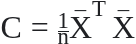 C = 1/n X̄ᵀ X̄